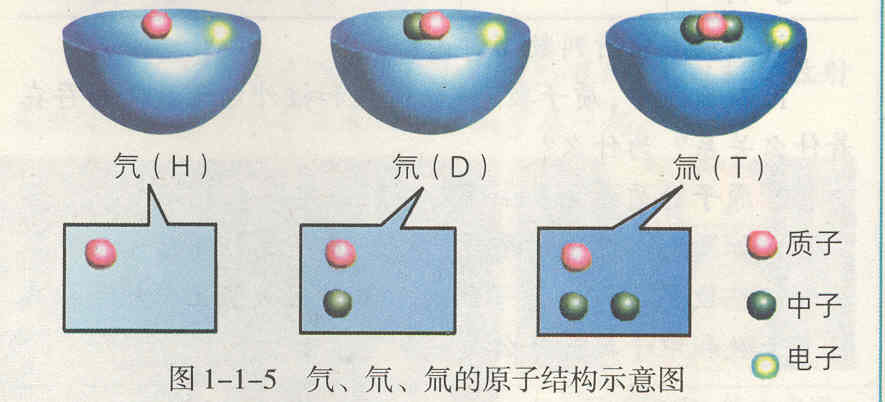 氕（H）
氘（D）
氚（T）
质子
中子
电子
图1-1-5 氕、氘、氚的原子结构示意图